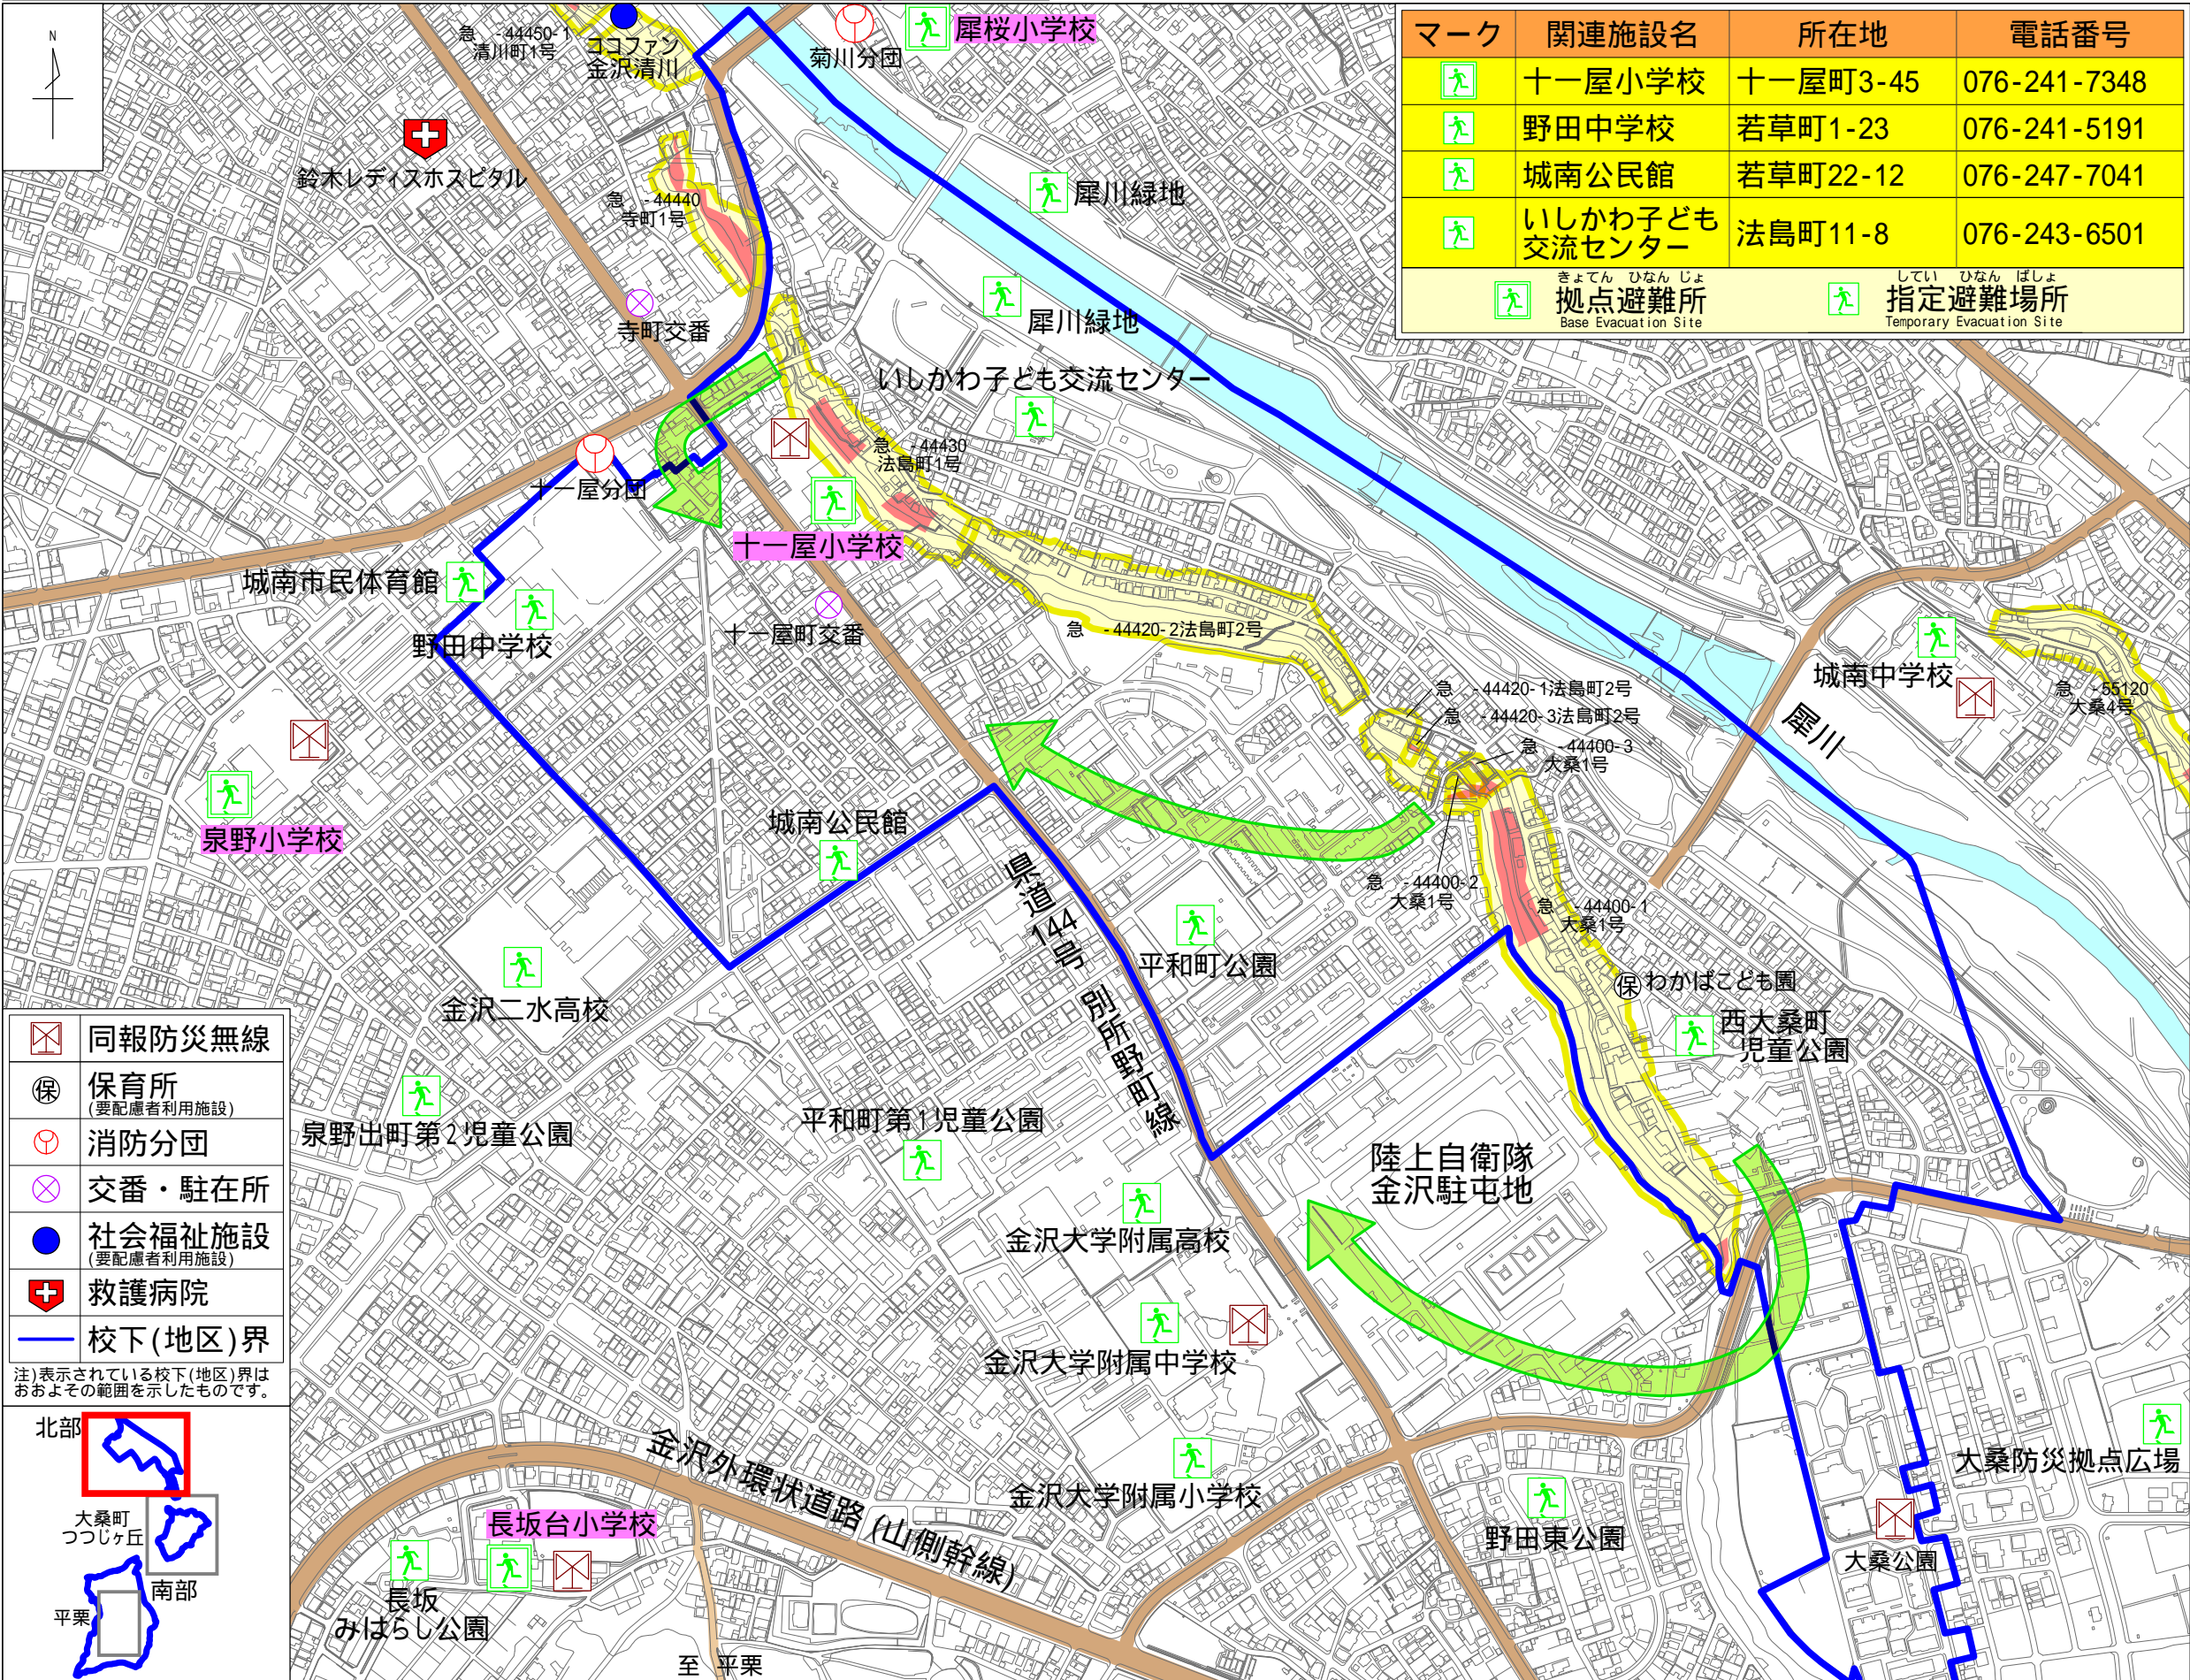 N
急　-44450-1
清川町1号
ココファン
金沢清川
菊川分団
犀桜小学校
鈴木レディスホスピタル
急　-44440
寺町1号
犀川緑地
犀川緑地
寺町交番
いしかわ子ども交流センター
急　-44430
法島町1号
十一屋分団
十一屋小学校
城南市民体育館
野田中学校
十一屋町交番
急　-44420-2法島町2号
城南中学校
急　-55120
大桑4号
急　-44420-1法島町2号
急　-44420-3法島町2号
急　-44400-3
大桑1号
犀川
泉野小学校
城南公民館
県道144号 別所野町線
急　-44400-2
大桑1号
急　-44400-1
大桑1号
平和町公園
保 わかばこども園
金沢二水高校
西大桑町
児童公園
泉野出町第2児童公園
平和町第1児童公園
陸上自衛隊
金沢駐屯地
金沢大学附属高校
金沢大学附属中学校
金沢大学附属小学校
金沢外環状道路 (山側幹線)
大桑防災拠点広場
野田東公園
大桑公園
長坂台小学校
長坂
みはらし公園
至 平栗
マーク 関連施設名 所在地 電話番号
十一屋小学校 十一屋町3-45 076-241-7348
野田中学校 若草町1-23 076-241-5191
城南公民館 若草町22-12 076-247-7041
いしかわ子ども
交流センター 法島町11-8 076-243-6501
きょてん ひなん じょ
拠点避難所
Base Evacuation Site
してい ひなん ばしょ
指定避難場所
Temporary Evacuation Site
同報防災無線
保 保育所
(要配慮者利用施設)
消防分団
交番・駐在所
社会福祉施設
(要配慮者利用施設)
救護病院
校下(地区)界
注)表示されている校下(地区)界は
おおよその範囲を示したものです。
北部
大桑町
つつじヶ丘
南部
平栗